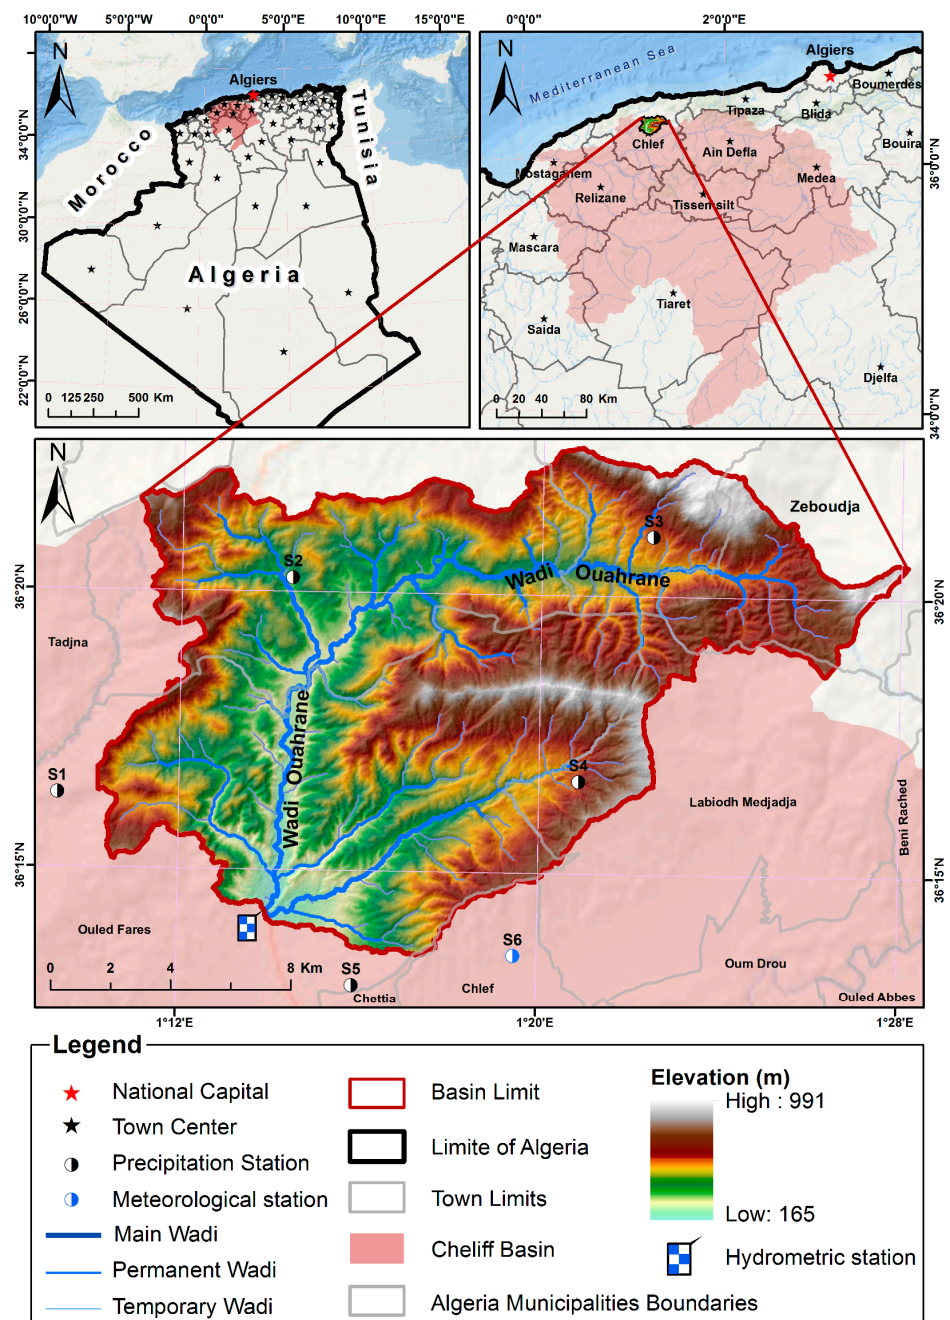 10°0'0"W 5°0'0"W 0°0'0" 5°0'0"E 10°0'0"E 15°0'0"E
N
Algiers
Morocco
Tunisia
Algeria
34°0'0"N
30°0'0"N
26°0'0"N
22°0'0"N
0 125 250 500 Km
0°0'0" 2°0'0"E
N
Mediterranean Sea
Algiers
Boumerdes
Tipaza
Blida
Bouira
Chlef
Ain Defla
Mostaganem
Medea
Relizane
Tissemsilt
Mascara
Tiaret
Saida
Djelfa
36°0'0"N
34°0'0"N
0 20 40 80 Km
N
Zeboudja
S3
S2
Wadi Ouahrane
36°20'N
36°20'N
Tadjna
Wadi Ouahrane
S1
S4
Labiodh Medjadja
Beni Rached
36°15'N
36°15'N
Ouled Fares
S6
Oum Drou
S5
Chlef
Chettia
Ouled Abbes
0 2 4 8 Km
1°12'E 1°20'E 1°28'E
Legend
National Capital
Town Center
Precipitation Station
Meteorological station
Main Wadi
Permanent Wadi
Temporary Wadi
Basin Limit
Limite of Algeria
Town Limits
Cheliff Basin
Algeria Municipalities Boundaries
Elevation (m)
High : 991
Low: 165
Hydrometric station